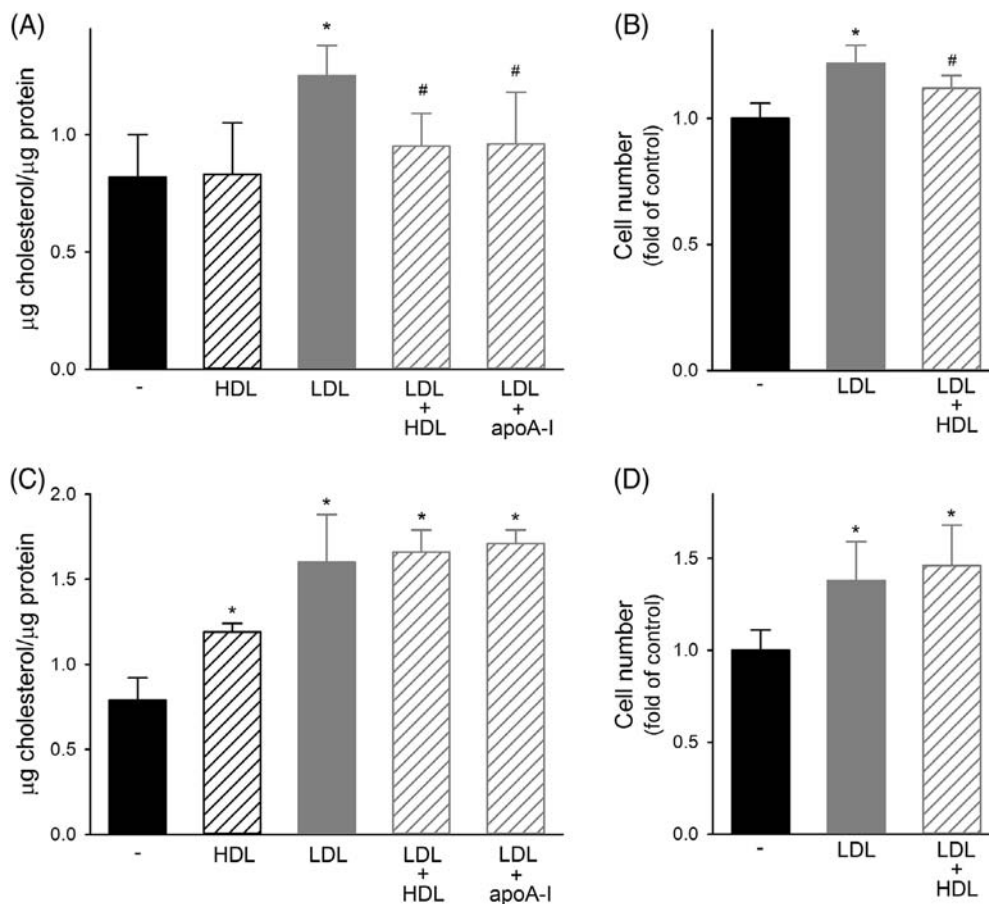 (A)
μg cholesterol/μg protein
1.0
0.5
0.0
*
#
#
-
HDL
LDL
LDL
+
HDL
LDL
+
apoA-I
(B)
Cell number
(fold of control)
1.0
0.5
0.0
*
#
-
LDL
LDL
+
HDL
(C)
μg cholesterol/μg protein
2.0
1.5
1.0
0.5
0.0
*
*
*
*
-
HDL
LDL
LDL
+
HDL
LDL
+
apoA-I
(D)
Cell number
(fold of control)
1.5
1.0
0.5
0.0
*
*
-
LDL
LDL
+
HDL